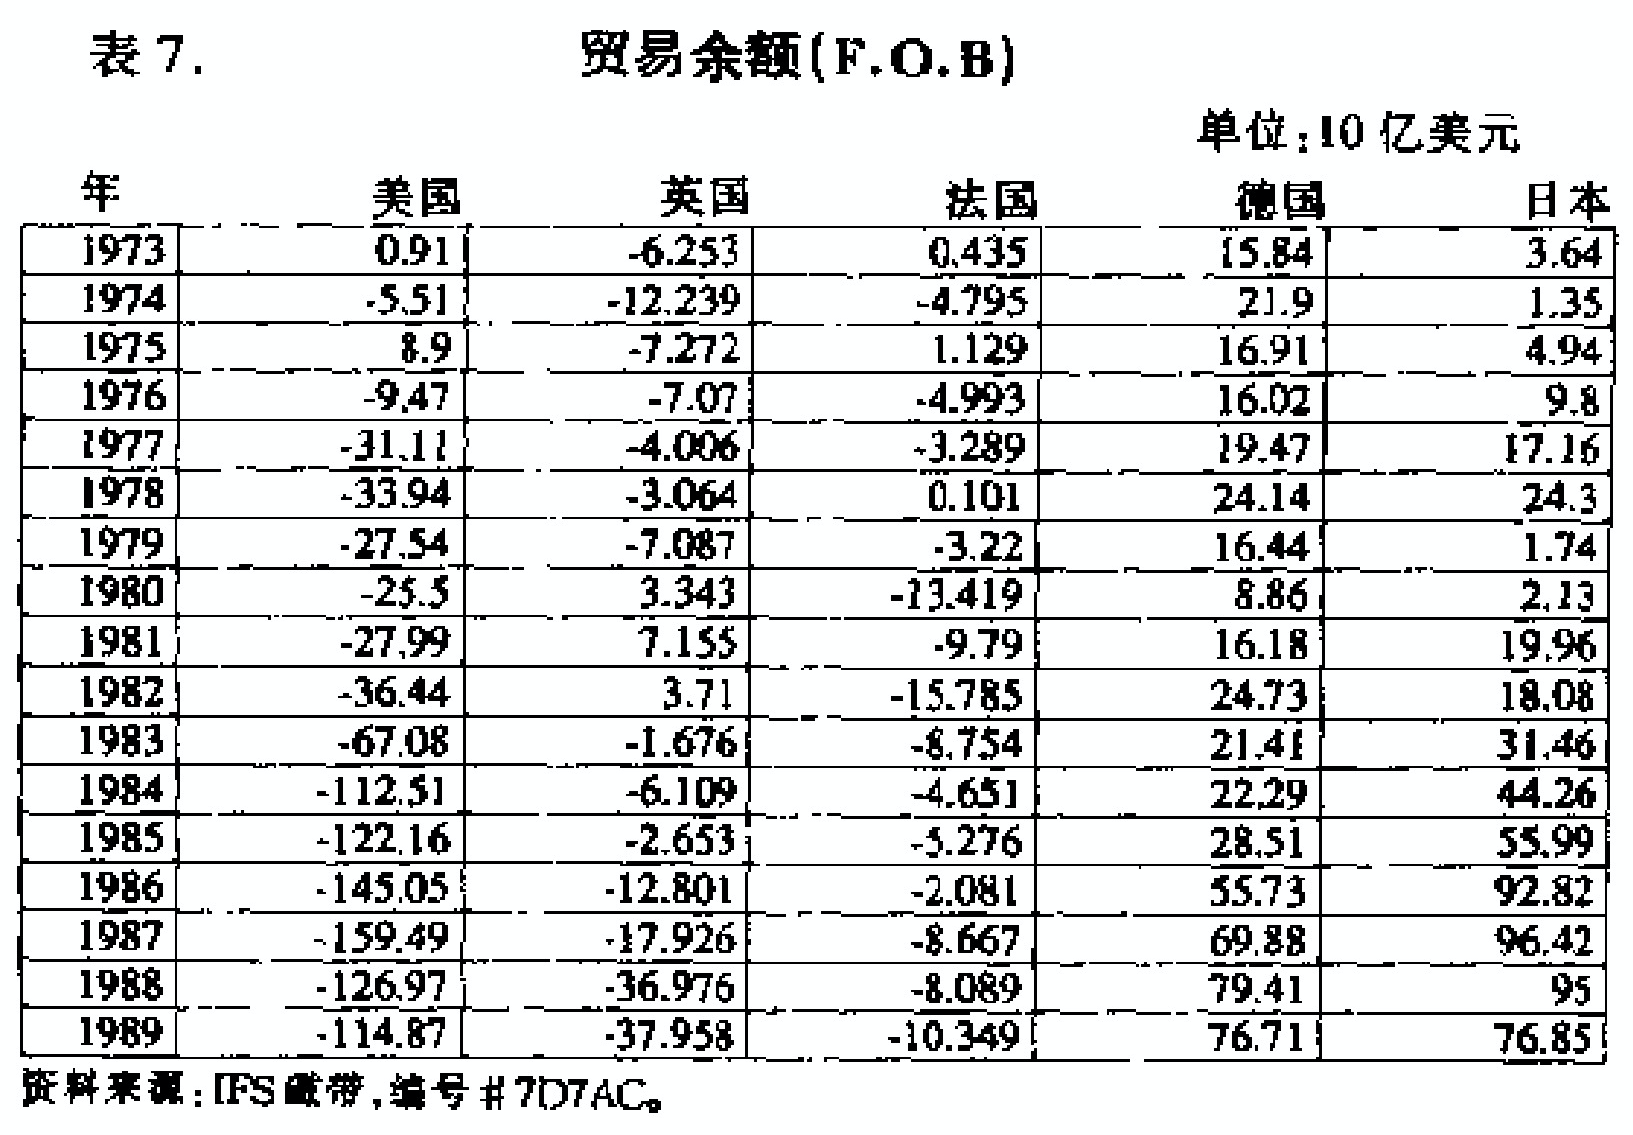 表 7. 贸易余额(F.O.B)
单位:10 亿美元
年 美国 英国 法国 德国 日本
1973 0.91 -6.253 0.435 15.84 3.64
1974 -5.51 -12.239 -4.795 21.9 1.35
1975 8.9 -7.272 1.129 16.91 4.94
1976 -9.47 -7.07 -4.993 16.02 9.8
1977 -31.11 -4.006 -3.289 19.47 17.16
1978 -33.94 -3.064 0.101 24.14 24.3
1979 -27.54 -7.087 -3.22 16.44 1.74
1980 -25.5 3.343 -13.419 8.86 2.13
1981 -27.99 7.155 -9.79 16.18 19.96
1982 -36.44 3.71 -15.785 24.73 18.08
1983 -67.08 -1.676 -8.754 21.41 31.46
1984 -112.51 -6.109 -4.651 22.29 44.26
1985 -122.16 -2.653 -5.276 28.51 55.99
1986 -145.05 -12.801 -2.081 55.73 92.82
1987 -159.49 -17.926 -8.667 69.88 96.42
1988 -126.97 -36.976 -8.089 79.41 95
1989 -114.87 -37.958 -10.349 76.71 76.85
资料来源:IFS 磁带,编号#7D7AC。